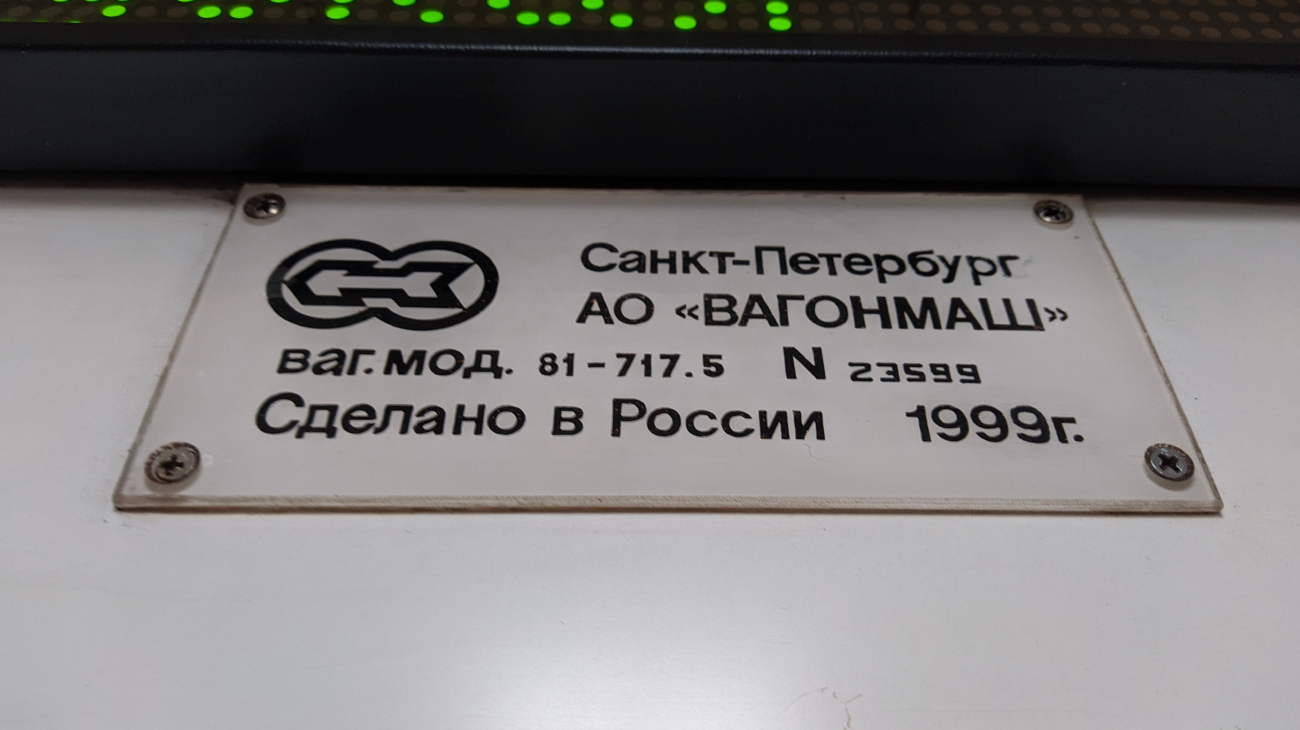 Санкт-Петербург
АО «ВАГОНМАШ»
ваг. мод. 81-717.5 N 23599
Сделано в России 1999г.